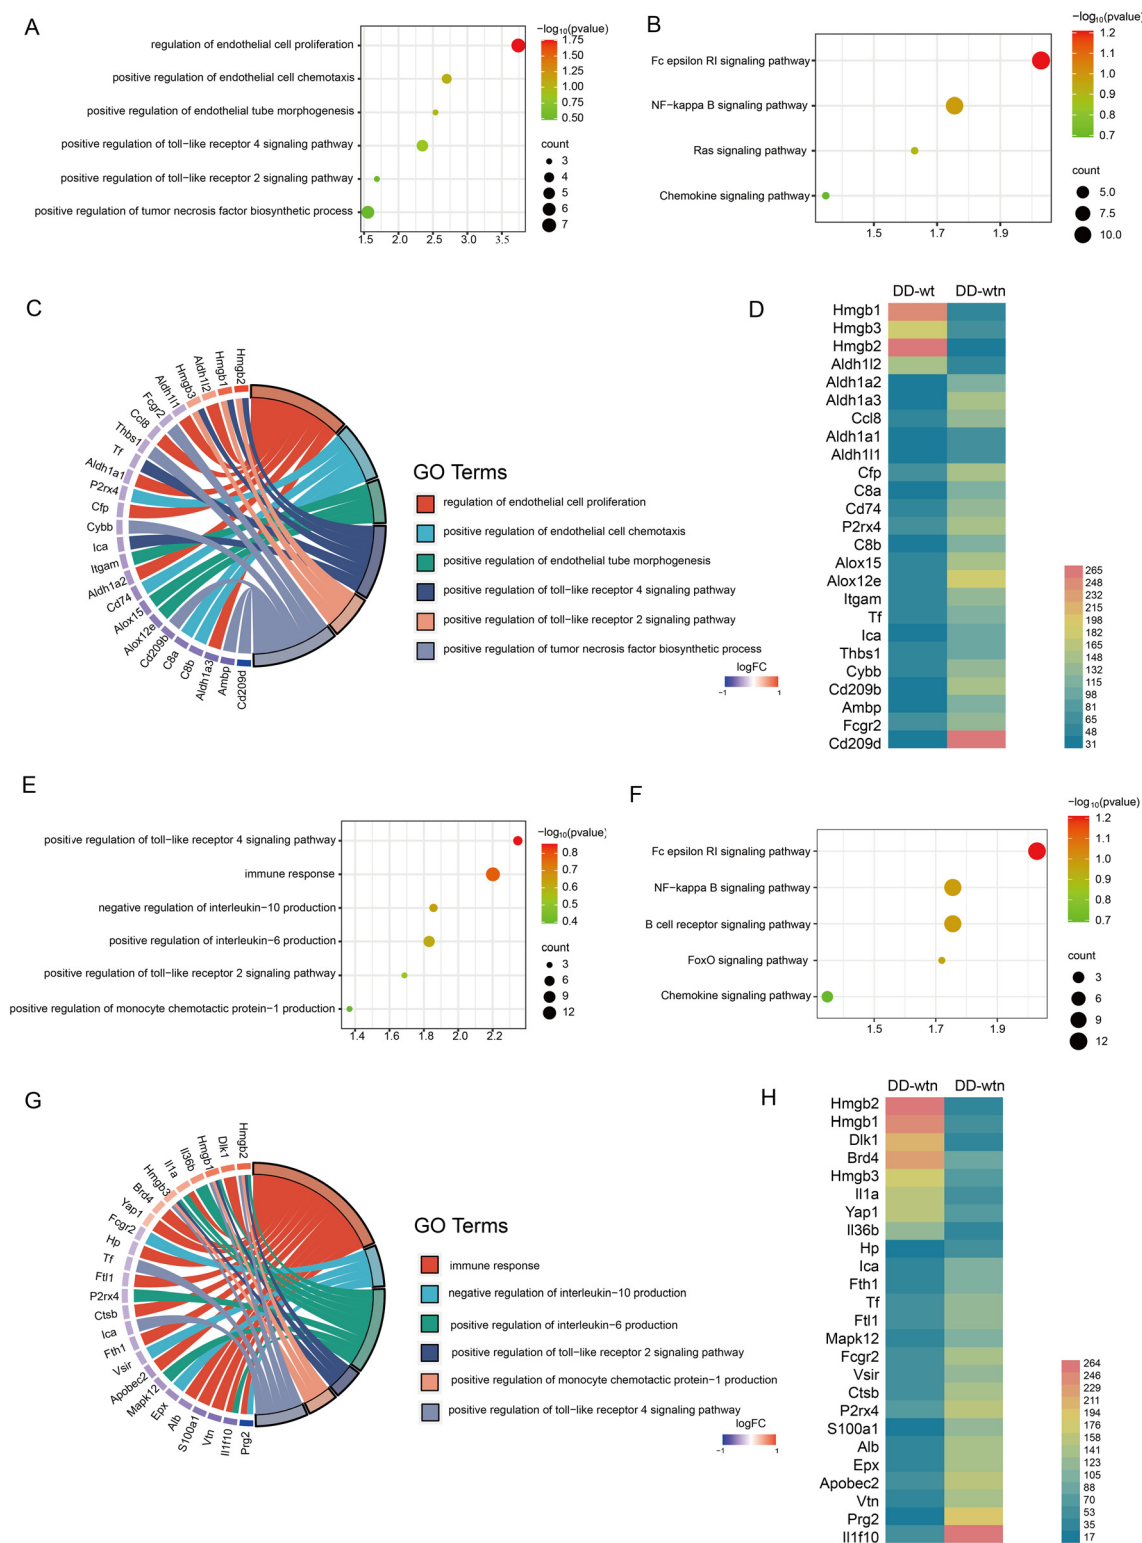 A
−log10(pvalue)
1.75
1.50
1.25
1.00
0.75
0.50
count
3
4
5
6
7
regulation of endothelial cell proliferation
positive regulation of endothelial cell chemotaxis
positive regulation of endothelial tube morphogenesis
positive regulation of toll−like receptor 4 signaling pathway
positive regulation of toll−like receptor 2 signaling pathway
positive regulation of tumor necrosis factor biosynthetic process
1.5 2.0 2.5 3.0 3.5
B
−log10(pvalue)
1.2
1.1
1.0
0.9
0.8
0.7
count
5.0
7.5
10.0
Fc epsilon RI signaling pathway
NF−kappa B signaling pathway
Ras signaling pathway
Chemokine signaling pathway
1.5 1.7 1.9
C
Hmgb2
Hmgb1
Aldh1l2
Hmgb3
Aldh1l1
Fcgr2
Ccl8
Thbs1
Tf
Aldh1a1
P2rx4
Cfp
Cybb
Ica
Itgam
Aldh1a2
Cd74
Alox15
Alox12e
Cd209b
C8a
C8b
Aldh1a3
Ambp
Cd209d
GO Terms
regulation of endothelial cell proliferation
positive regulation of endothelial cell chemotaxis
positive regulation of endothelial tube morphogenesis
positive regulation of toll−like receptor 4 signaling pathway
positive regulation of toll−like receptor 2 signaling pathway
positive regulation of tumor necrosis factor biosynthetic process
logFC
−1 1
D
DD-wt DD-wtn
Hmgb1
Hmgb3
Hmgb2
Aldh1l2
Aldh1a2
Aldh1a3
Ccl8
Aldh1a1
Aldh1l1
Cfp
C8a
Cd74
P2rx4
C8b
Alox15
Alox12e
Itgam
Tf
Ica
Thbs1
Cybb
Cd209b
Ambp
Fcgr2
Cd209d
265
248
232
215
198
182
165
148
132
115
98
81
65
48
31
E
−log10(pvalue)
0.8
0.7
0.6
0.5
0.4
count
3
6
9
12
positive regulation of toll−like receptor 4 signaling pathway
immune response
negative regulation of interleukin−10 production
positive regulation of interleukin−6 production
positive regulation of toll−like receptor 2 signaling pathway
positive regulation of monocyte chemotactic protein−1 production
1.4 1.6 1.8 2.0 2.2
F
−log10(pvalue)
1.2
1.1
1.0
0.9
0.8
0.7
count
3
6
9
12
Fc epsilon RI signaling pathway
NF−kappa B signaling pathway
B cell receptor signaling pathway
FoxO signaling pathway
Chemokine signaling pathway
1.5 1.7 1.9
G
Hmgb2
Dlk1
Hmgb1
Il36b
Il1a
Hmgb3
Brd4
Yap1
Fcgr2
Hp
Tf
Ftl1
P2rx4
Ctsb
Ica
Fth1
Vsir
Apobec2
Mapk12
Epx
Alb
S100a1
Vtn
Il1f10
Prg2
GO Terms
immune response
negative regulation of interleukin−10 production
positive regulation of interleukin−6 production
positive regulation of toll−like receptor 2 signaling pathway
positive regulation of monocyte chemotactic protein−1 production
positive regulation of toll−like receptor 4 signaling pathway
logFC
−1 1
H
DD-wtn DD-wtn
Hmgb2
Hmgb1
Dlk1
Brd4
Hmgb3
Il1a
Yap1
Il36b
Hp
Ica
Fth1
Tf
Ftl1
Mapk12
Fcgr2
Vsir
Ctsb
P2rx4
S100a1
Alb
Epx
Apobec2
Vtn
Prg2
Il1f10
264
246
229
211
194
176
158
141
123
105
88
70
53
35
17